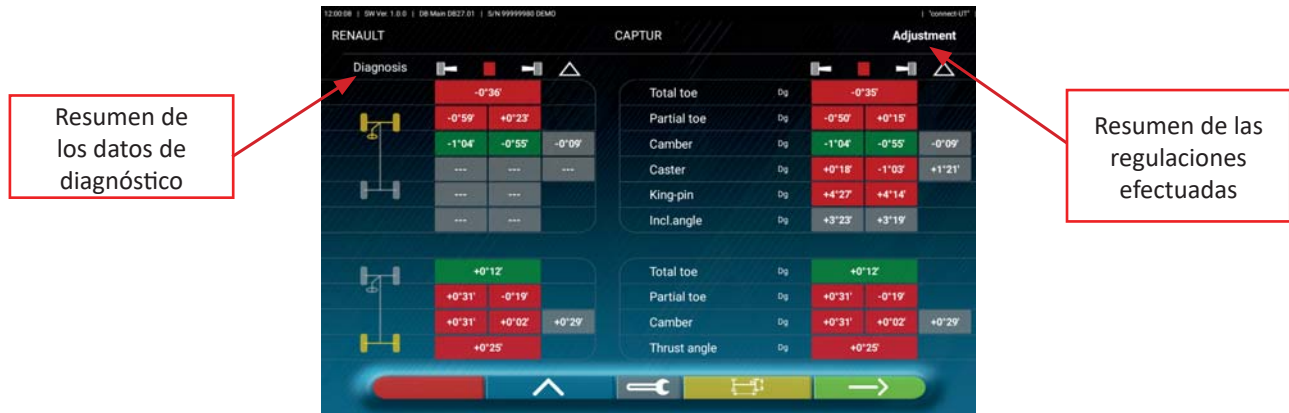 12:00:08 | SW Ver. 1.0.0 | DB Main DB27.01 | S/N 99999980 DEMO | "connect-UT" |
RENAULT CAPTUR Adjustment
Diagnosis
-0°36' Total toe Dg -0°35'
-0°59' +0°23' Partial toe Dg -0°50' +0°15'
-1°04' -0°55' -0°09' Camber Dg -1°04' -0°55' -0°09'
--- --- --- Caster Dg +0°18' -1°03' +1°21'
--- --- King-pin Dg +4°27' +4°14'
--- --- Incl.angle Dg +3°23' +3°19'
+0°12' Total toe Dg +0°12'
+0°31' -0°19' Partial toe Dg +0°31' -0°19'
+0°31' +0°02' +0°29' Camber Dg +0°31' +0°02' +0°29'
+0°25' Thrust angle Dg +0°25'
Resumen de
los datos de
diagnóstico
Resumen de las
regulaciones
efectuadas